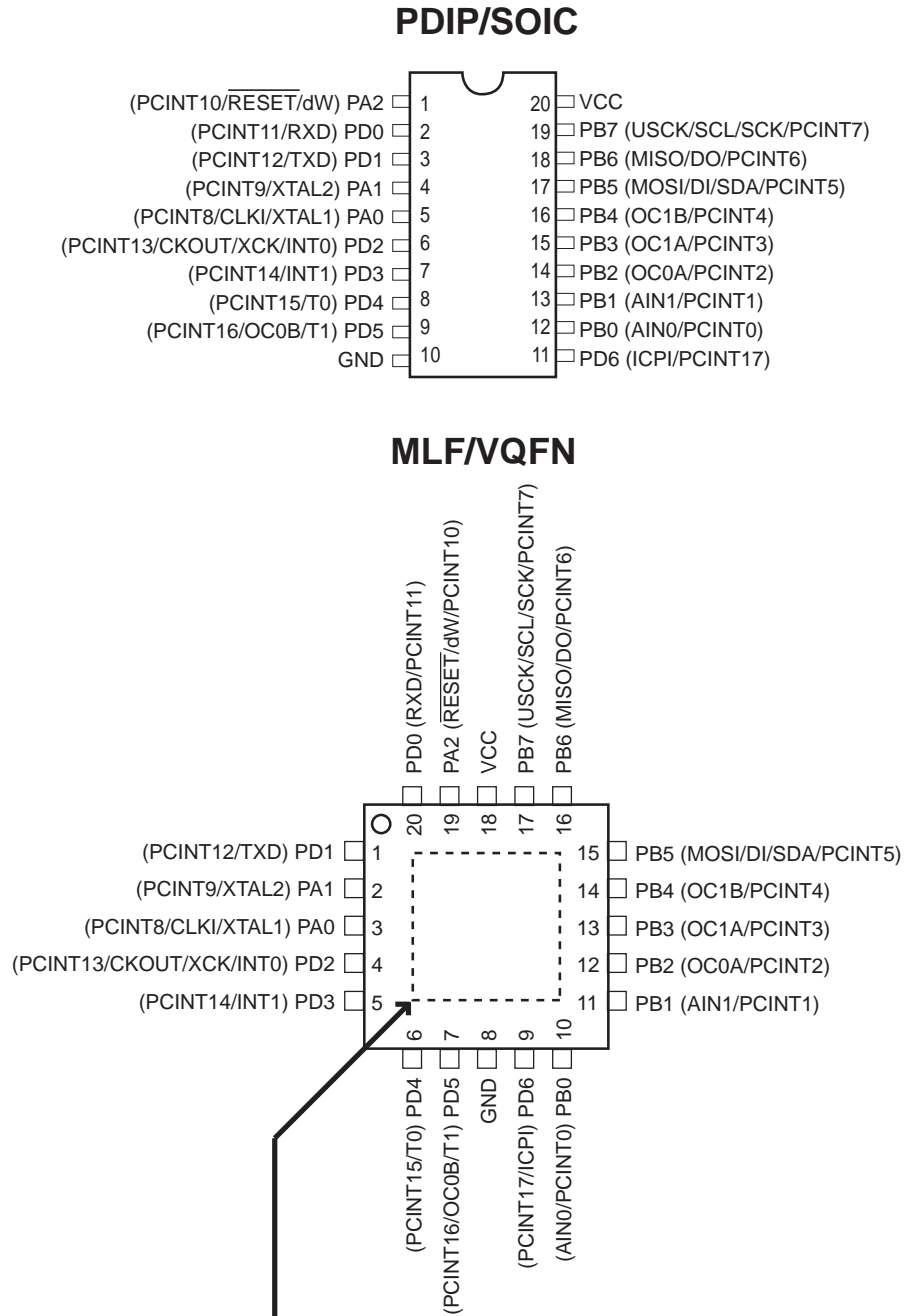 PDIP/SOIC
(PCINT10/RESET/dW) PA2 1 20 VCC
(PCINT11/RXD) PD0 2 19 PB7 (USCK/SCL/SCK/PCINT7)
(PCINT12/TXD) PD1 3 18 PB6 (MISO/DO/PCINT6)
(PCINT9/XTAL2) PA1 4 17 PB5 (MOSI/DI/SDA/PCINT5)
(PCINT8/CLKI/XTAL1) PA0 5 16 PB4 (OC1B/PCINT4)
(PCINT13/CKOUT/XCK/INT0) PD2 6 15 PB3 (OC1A/PCINT3)
(PCINT14/INT1) PD3 7 14 PB2 (OC0A/PCINT2)
(PCINT15/T0) PD4 8 13 PB1 (AIN1/PCINT1)
(PCINT16/OC0B/T1) PD5 9 12 PB0 (AIN0/PCINT0)
GND 10 11 PD6 (ICPI/PCINT17)
MLF/VQFN
PD0 (RXD/PCINT11)
PA2 (RESET/dW/PCINT10)
VCC
PB7 (USCK/SCL/SCK/PCINT7)
PB6 (MISO/DO/PCINT6)
20 19 18 17 16
(PCINT12/TXD) PD1 1 15 PB5 (MOSI/DI/SDA/PCINT5)
(PCINT9/XTAL2) PA1 2 14 PB4 (OC1B/PCINT4)
(PCINT8/CLKI/XTAL1) PA0 3 13 PB3 (OC1A/PCINT3)
(PCINT13/CKOUT/XCK/INT0) PD2 4 12 PB2 (OC0A/PCINT2)
(PCINT14/INT1) PD3 5 11 PB1 (AIN1/PCINT1)
6 7 8 9 10
(PCINT15/T0) PD4
(PCINT16/OC0B/T1) PD5
GND
(PCINT17/ICPI) PD6
(AIN0/PCINT0) PB0